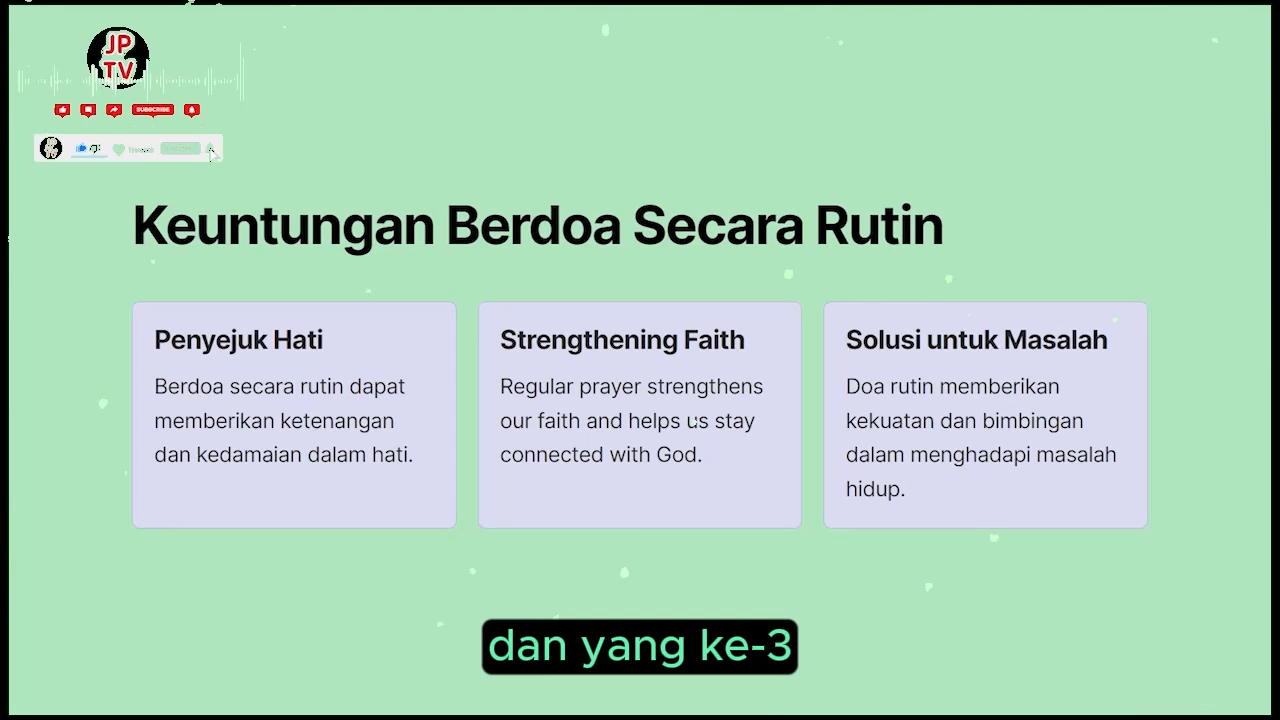 JP
TV
SUBSCRIBE
Keuntungan Berdoa Secara Rutin
Penyejuk Hati
Berdoa secara rutin dapat
memberikan ketenangan
dan kedamaian dalam hati.
Strengthening Faith
Regular prayer strengthens
our faith and helps us stay
connected with God.
Solusi untuk Masalah
Doa rutin memberikan
kekuatan dan bimbingan
dalam menghadapi masalah
hidup.
dan yang ke-3